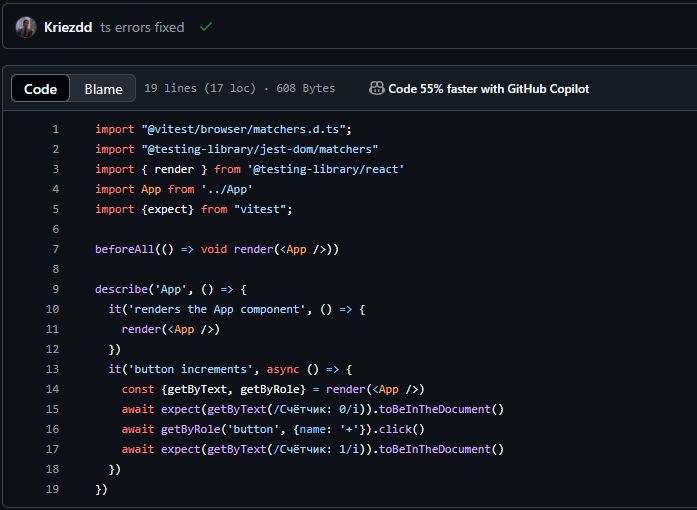 Kriezdd ts errors fixed
Code Blame 19 lines (17 loc) · 608 Bytes Code 55% faster with GitHub Copilot
1 import "@vitest/browser/matchers.d.ts";
2 import "@testing-library/jest-dom/matchers"
3 import { render } from '@testing-library/react'
4 import App from '../App'
5 import {expect} from "vitest";
6
7 beforeAll(() => void render(<App />))
8
9 describe('App', () => {
10 it('renders the App component', () => {
11 render(<App />)
12 })
13 it('button increments', async () => {
14 const {getByText, getByRole} = render(<App />)
15 await expect(getByText(/Счётчик: 0/i)).toBeInTheDocument()
16 await getByRole('button', {name: '+'}).click()
17 await expect(getByText(/Счётчик: 1/i)).toBeInTheDocument()
18 })
19 })